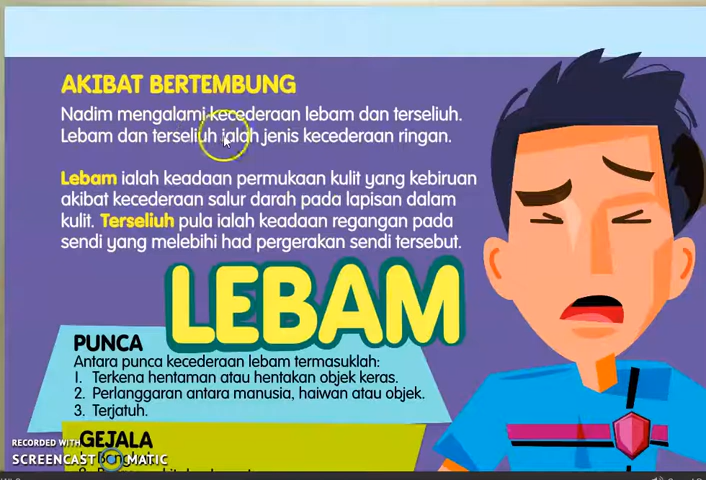 AKIBAT BERTEMBUNG
Nadim mengalami kecederaan lebam dan terseliuh.
Lebam dan terseliuh ialah jenis kecederaan ringan.
Lebam ialah keadaan permukaan kulit yang kebiruan
akibat kecederaan salur darah pada lapisan dalam
kulit. Terseliuh pula ialah keadaan regangan pada
sendi yang melebihi had pergerakan sendi tersebut.
LEBAM
PUNCA
Antara punca kecederaan lebam termasuklah:
1. Terkena hentaman atau hentakan objek keras.
2. Perlanggaran antara manusia, haiwan atau objek.
3. Terjatuh.
GEJALA
RECORDED WITH
SCREENCAST MATIC